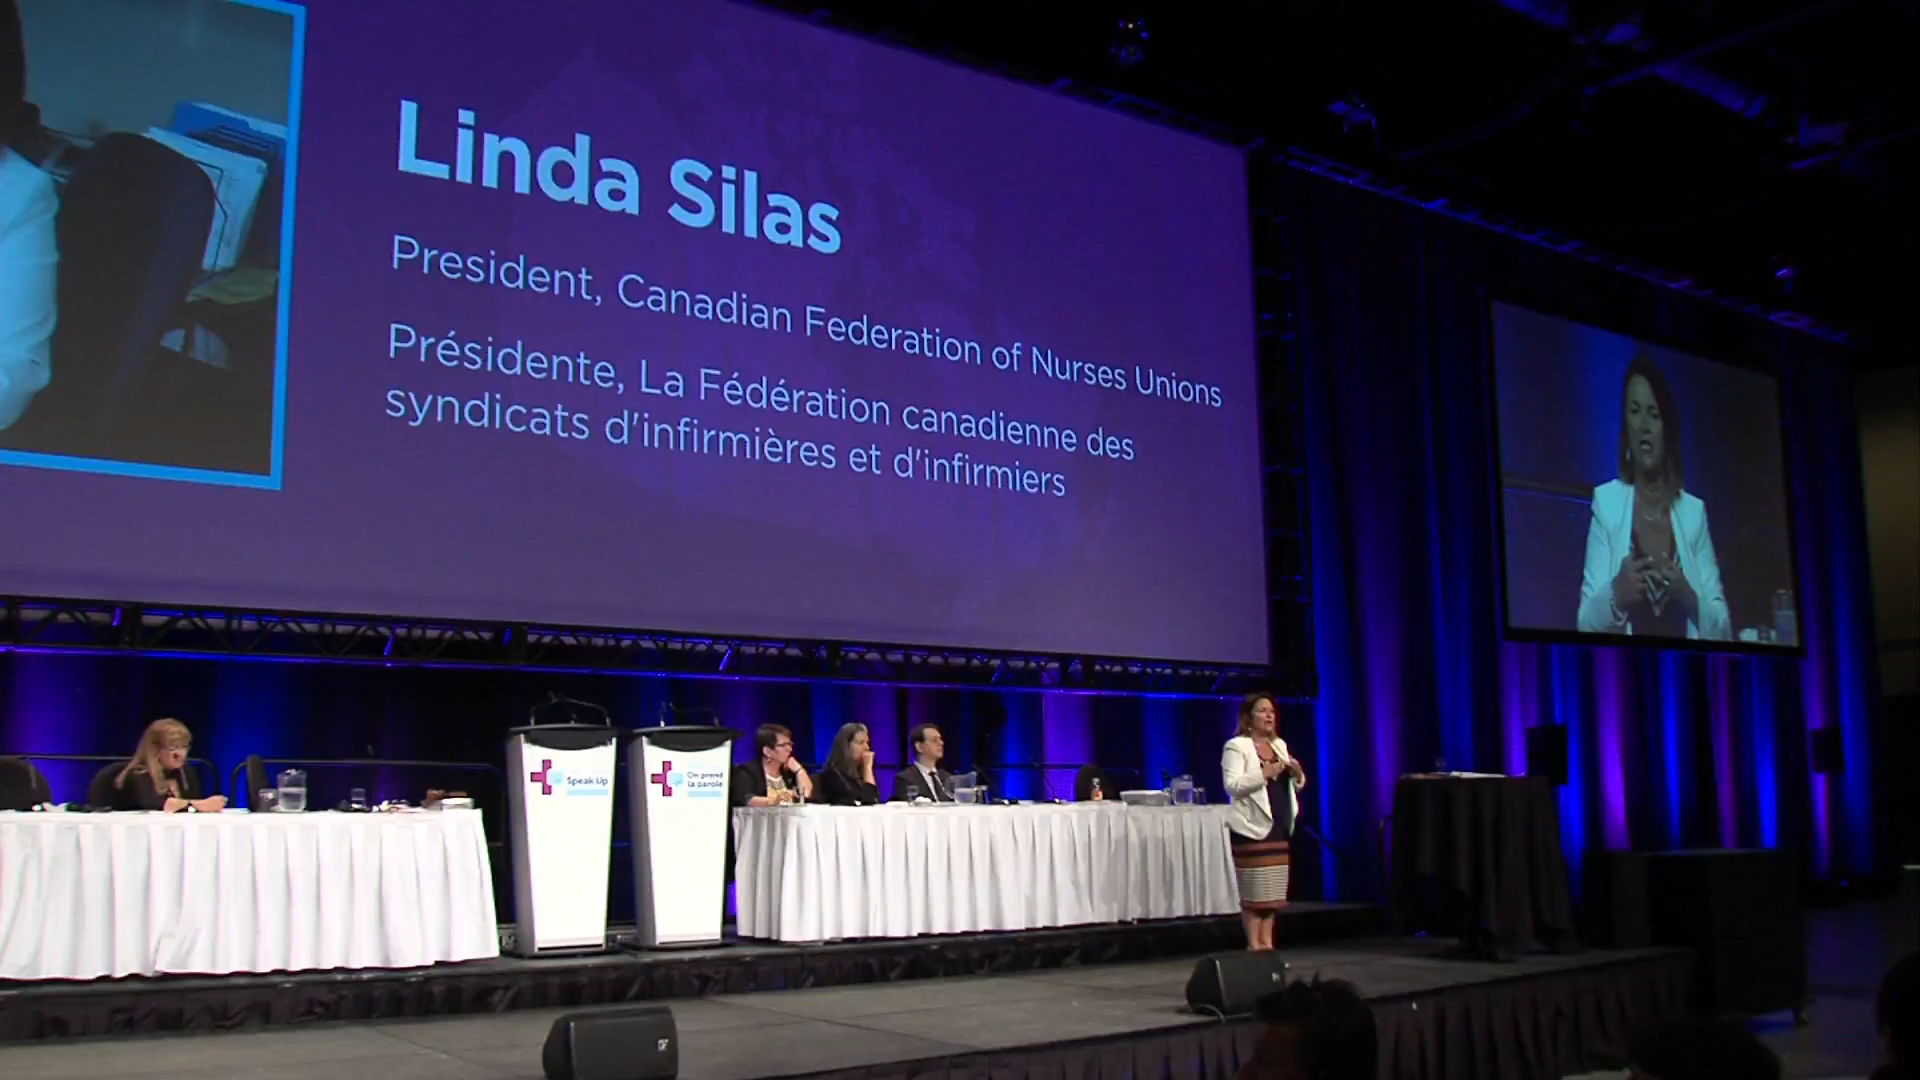 Linda Silas
President, Canadian Federation of Nurses Unions
Présidente, La Fédération canadienne des
syndicats d'infirmières et d'infirmiers
Speak Up
On prend
la parole